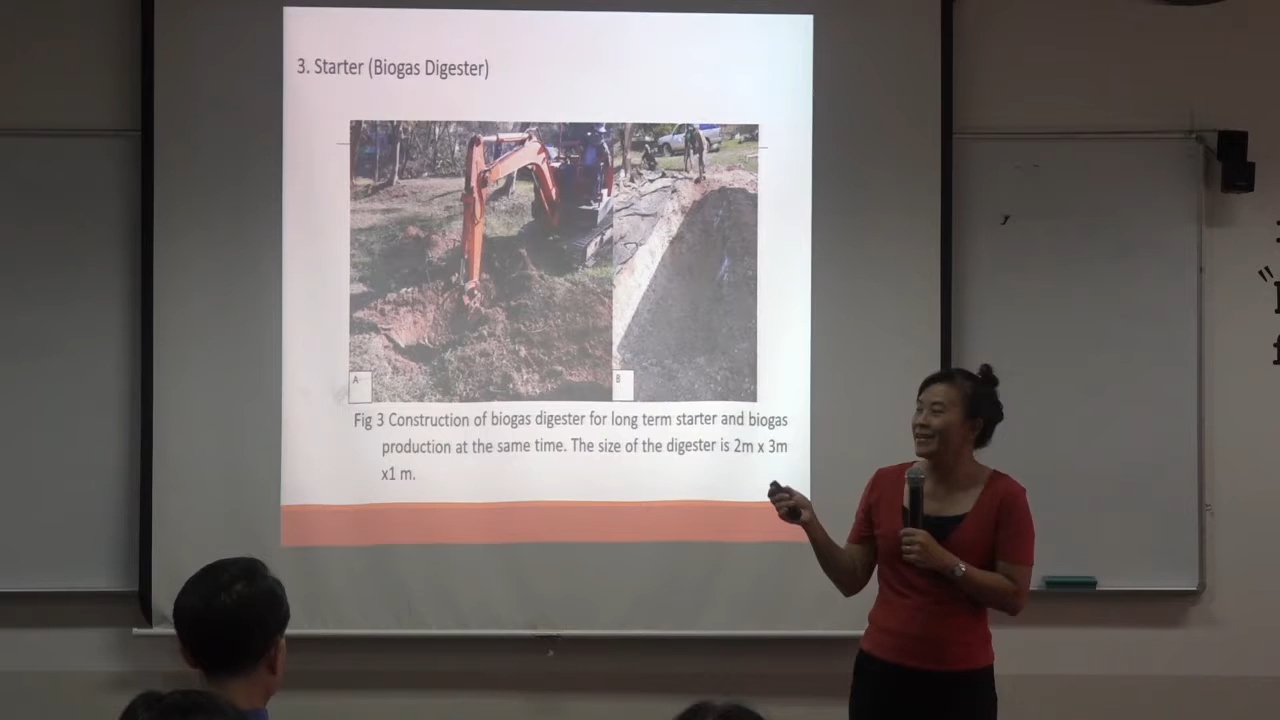 3. Starter (Biogas Digester)
A
B
Fig 3 Construction of biogas digester for long term starter and biogas
production at the same time. The size of the digester is 2m x 3m
x1 m.